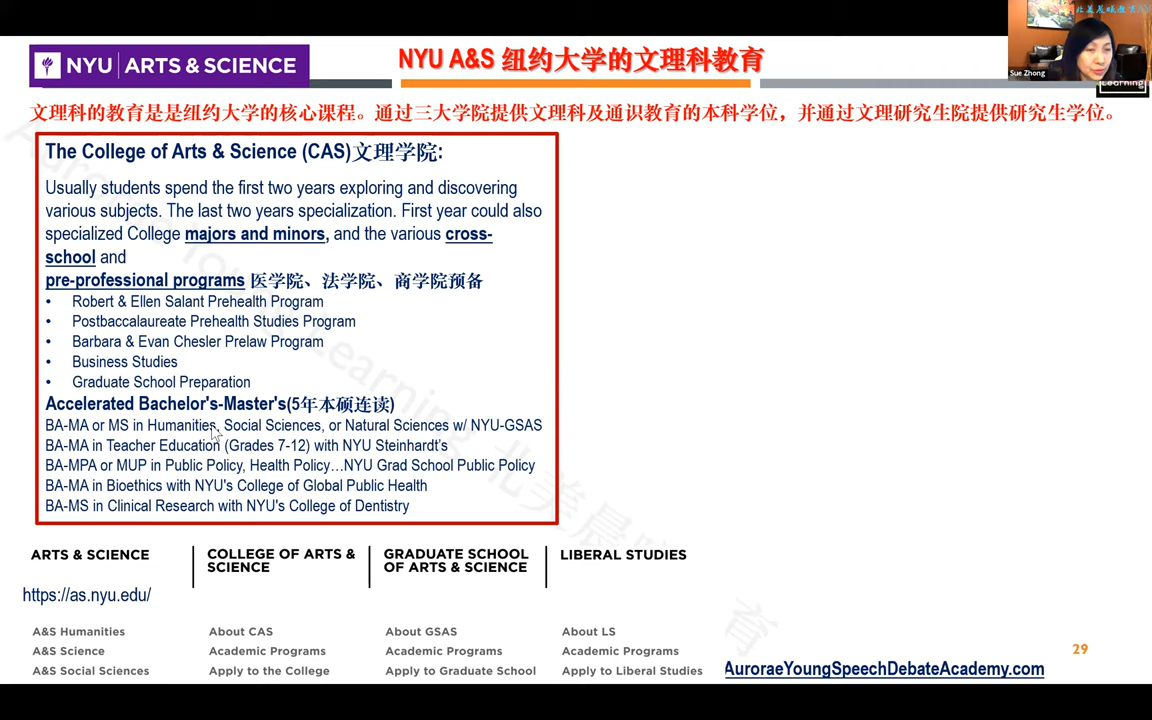 北美晨曦教育
Sue Zhong
Learning
NYU | ARTS & SCIENCE
NYU A&S 纽约大学的文理科教育
文理科的教育是是纽约大学的核心课程。通过三大学院提供文理科及通识教育的本科学位，并通过文理研究生院提供研究生学位。
The College of Arts & Science (CAS)文理学院:
Usually students spend the first two years exploring and discovering
various subjects. The last two years specialization. First year could also
specialized College majors and minors, and the various cross-
school and
pre-professional programs 医学院、法学院、商学院预备
• Robert & Ellen Salant Prehealth Program
• Postbaccalaureate Prehealth Studies Program
• Barbara & Evan Chesler Prelaw Program
• Business Studies
• Graduate School Preparation
Accelerated Bachelor's-Master's(5年本硕连读)
BA-MA or MS in Humanities, Social Sciences, or Natural Sciences w/ NYU-GSAS
BA-MA in Teacher Education (Grades 7-12) with NYU Steinhardt's
BA-MPA or MUP in Public Policy, Health Policy…NYU Grad School Public Policy
BA-MA in Bioethics with NYU's College of Global Public Health
BA-MS in Clinical Research with NYU's College of Dentistry
ARTS & SCIENCE
COLLEGE OF ARTS &
SCIENCE
GRADUATE SCHOOL
OF ARTS & SCIENCE
LIBERAL STUDIES
https://as.nyu.edu/
A&S Humanities
About CAS
About GSAS
About LS
A&S Science
Academic Programs
Academic Programs
Academic Programs
A&S Social Sciences
Apply to the College
Apply to Graduate School
Apply to Liberal Studies
29
AuroraeYoungSpeechDebateAcademy.com